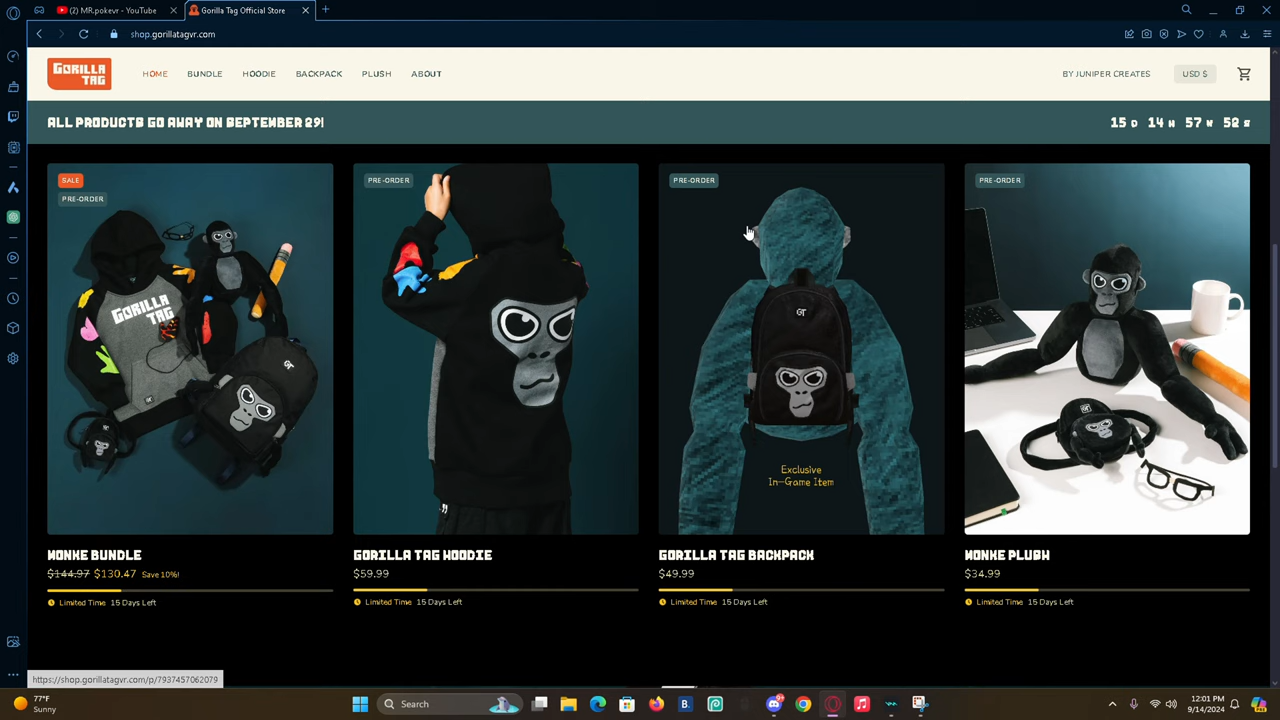 (2) MR.pokevr - YouTube
Gorilla Tag Official Store
shop.gorillatagvr.com
GORILLA TAG
HOME
BUNDLE
HOODIE
BACKPACK
PLUSH
ABOUT
BY JUNIPER CREATES
USD $
ALL PRODUCTS GO AWAY ON SEPTEMBER 29!
15 D 14 H 57 M 52 S
SALE
PRE-ORDER
PRE-ORDER
PRE-ORDER
PRE-ORDER
GORILLA TAG
GT
GT
Exclusive
In-Game Item
MONKE BUNDLE
$144.97 $130.47 Save 10%!
Limited Time 15 Days Left
GORILLA TAG HOODIE
$59.99
Limited Time 15 Days Left
GORILLA TAG BACKPACK
$49.99
Limited Time 15 Days Left
MONKE PLUSH
$34.99
Limited Time 15 Days Left
https://shop.gorillatagvr.com/p/7937457062079
77°F
Sunny
Search
B.
12:01 PM
9/14/2024